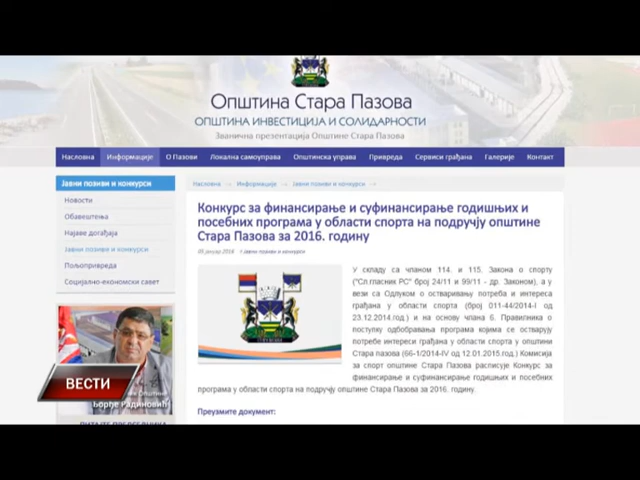 ОПШТИНА СТАРА ПАЗОВА
ОПШТИНА ИНВЕСТИЦИЈА И СОЛИДАРНОСТИ
Званична презентација Општине Стара Пазова
Насловна Информације О Пазови Локална самоуправа Општинска управа Привреда Сервиси грађана Галерије Контакт
Јавни позиви и конкурси
Новости
Обавештења
Најаве догађаја
Јавни позиви и конкурси
Пољопривреда
Социјално-економски савет
Насловна → Информације → Јавни позиви и конкурси
Конкурс за финансирање и суфинансирање годишњих и
посебних програма у области спорта на подручју општине
Стара Пазова за 2016. годину
05 јануар 2016
Јавни позиви и конкурси
У складу са чланом 114. и 115. Закона о спорту
("Сл.гласник РС" број 24/11 и 99/11 - др. Законом), а у
вези са Одлуком о остваривању потреба и интереса
грађана у области спорта (број 011-44/2014-I од
23.12.2014.год.) и на основу члана 6. Правилника о
поступку одобравања програма којима се остварују
потребе интереси грађана у области спорта у општини
Стара пазова (66-1/2014-IV од 12.01.2015.год.) Комисија
за спорт општине Стара Пазова расписује Конкурс за
финансирање и суфинансирање годишњих и посебних
програма у области спорта на подручју општине Стара Пазова за 2016. годину.
Преузмите документ:
ВЕСТИ
Општине
Ђорђе Радиновић